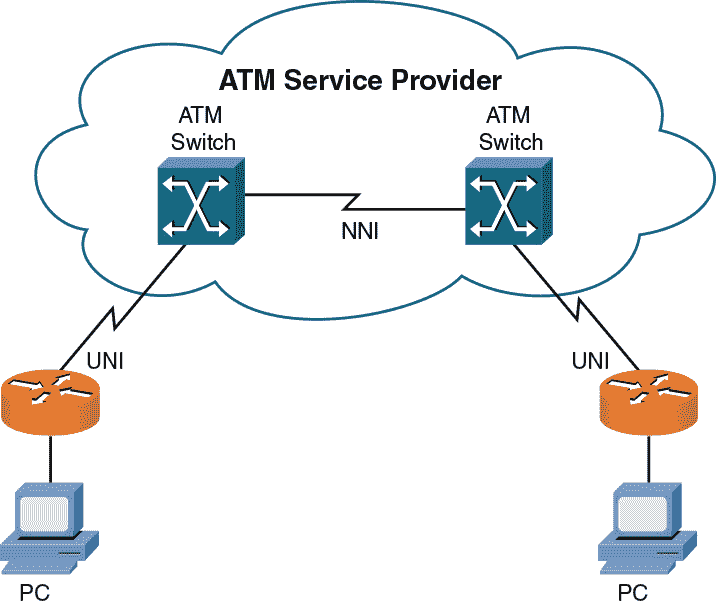 ATM Service Provider
ATM
Switch
ATM
Switch
NNI
UNI
UNI
PC
PC